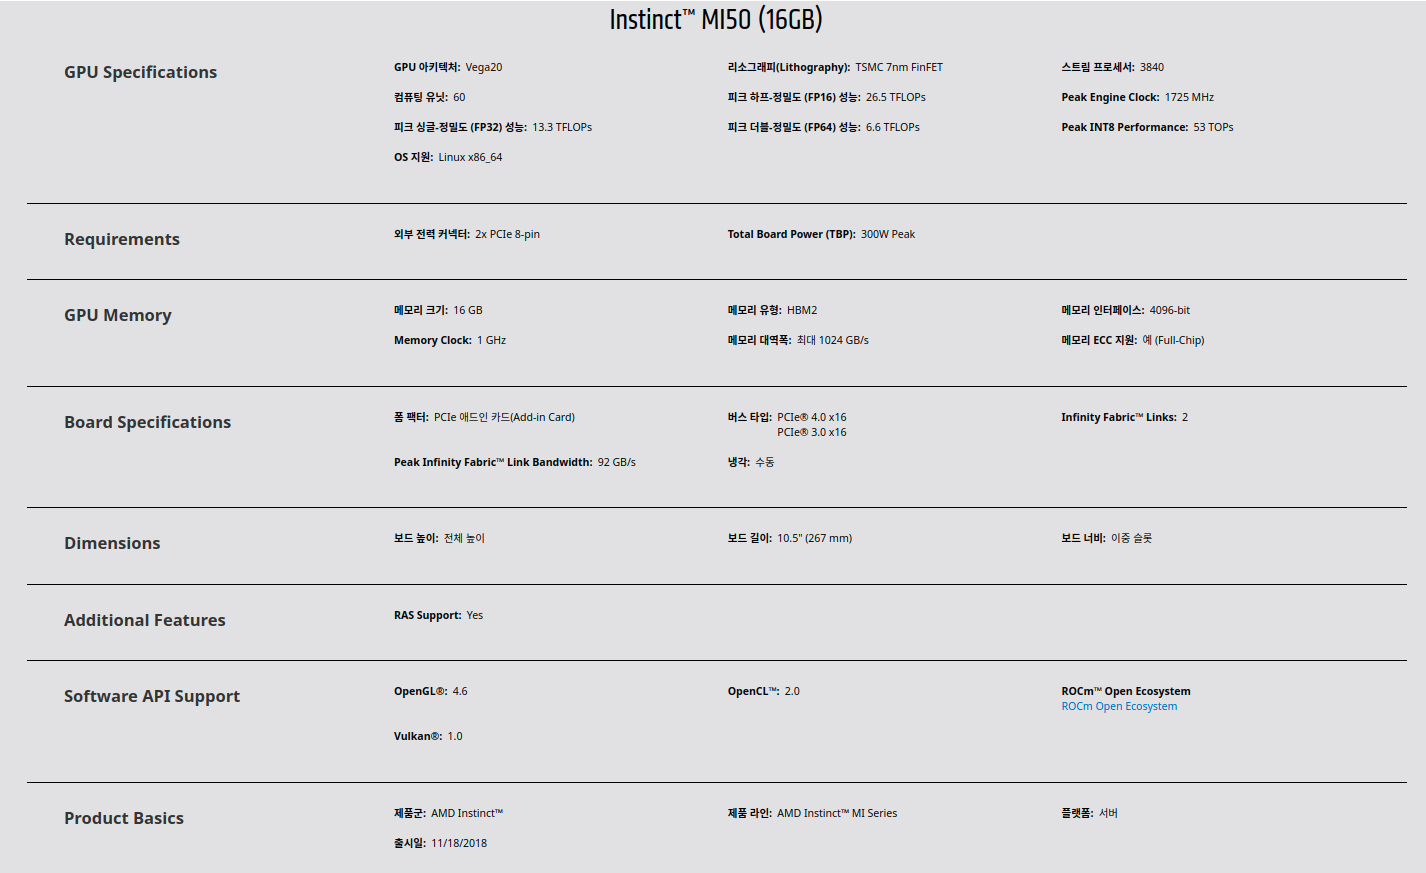 Instinct™ MI50 (16GB)
GPU Specifications
GPU 아키텍처: Vega20
리소그래피(Lithography): TSMC 7nm FinFET
스트림 프로세서: 3840
컴퓨팅 유닛: 60
피크 하프-정밀도 (FP16) 성능: 26.5 TFLOPs
Peak Engine Clock: 1725 MHz
피크 싱글-정밀도 (FP32) 성능: 13.3 TFLOPs
피크 더블-정밀도 (FP64) 성능: 6.6 TFLOPs
Peak INT8 Performance: 53 TOPs
OS 지원: Linux x86_64
Requirements
외부 전력 커넥터: 2x PCIe 8-pin
Total Board Power (TBP): 300W Peak
GPU Memory
메모리 크기: 16 GB
메모리 유형: HBM2
메모리 인터페이스: 4096-bit
Memory Clock: 1 GHz
메모리 대역폭: 최대 1024 GB/s
메모리 ECC 지원: 예 (Full-Chip)
Board Specifications
폼 팩터: PCIe 애드인 카드(Add-in Card)
버스 타입: PCIe® 4.0 x16
PCIe® 3.0 x16
Infinity Fabric™ Links: 2
Peak Infinity Fabric™ Link Bandwidth: 92 GB/s
냉각: 수동
Dimensions
보드 높이: 전체 높이
보드 길이: 10.5" (267 mm)
보드 너비: 이중 슬롯
Additional Features
RAS Support: Yes
Software API Support
OpenGL®: 4.6
OpenCL™: 2.0
ROCm™ Open Ecosystem
ROCm Open Ecosystem
Vulkan®: 1.0
Product Basics
제품군: AMD Instinct™
제품 라인: AMD Instinct™ MI Series
플랫폼: 서버
출시일: 11/18/2018